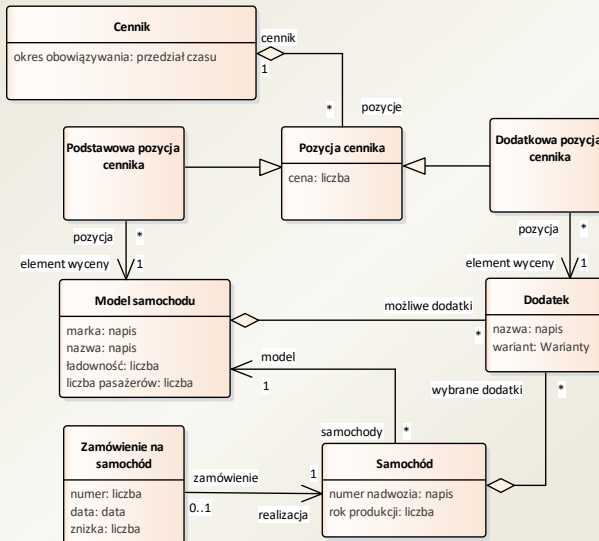 Cennik
okres obowiązywania: przedział czasu
cennik
1
*
pozycje
Podstawowa pozycja
cennika
Pozycja cennika
cena: liczba
Dodatkowa pozycja
cennika
pozycja
*
element wyceny
1
pozycja
*
element wyceny
1
Model samochodu
marka: napis
nazwa: napis
ładowność: liczba
liczba pasażerów: liczba
możliwe dodatki
*
Dodatek
nazwa: napis
wariant: Warianty
model
1
wybrane dodatki
*
samochody
*
Zamówienie na
samochód
numer: liczba
data: data
znizka: liczba
zamówienie
0..1
1
realizacja
Samochód
numer nadwozia: napis
rok produkcji: liczba